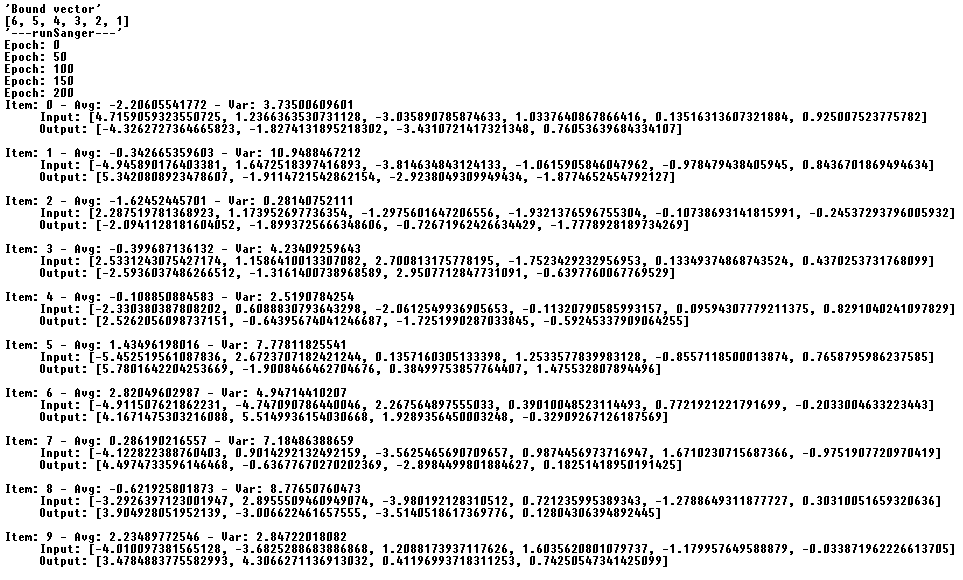 'Bound vector'
[6, 5, 4, 3, 2, 1]
'---runSanger---'
Epoch: 0
Epoch: 50
Epoch: 100
Epoch: 150
Epoch: 200
Item: 0 - Avg: -2.20605541772 - Var: 3.73500609601
Input: [4.7159059323550725, 1.2366363530731128, -3.035890785874633, 1.0337640867866416, 0.13516313607321884, 0.925007523775782]
Output: [-4.3262727364665823, -1.8274131895218302, -3.4310721417321348, 0.76053639684334107]
Item: 1 - Avg: -0.342665359603 - Var: 10.9488467212
Input: [-4.945890176403381, 1.6472518397416893, -3.814634843124133, -1.0615905846047962, -0.978479438405945, 0.8436701869494634]
Output: [5.3420808923478607, -1.9114721542862154, -2.9238049309949434, -1.8774652454792127]
Item: 2 - Avg: -1.62452445701 - Var: 0.28140752111
Input: [2.287519781368923, 1.173952697736354, -1.2975601647206556, -1.9321376596755304, -0.10738693141815991, -0.24537293796005932]
Output: [-2.0941128181604052, -1.8993725666348606, -0.72671962426634429, -1.7778928189734269]
Item: 3 - Avg: -0.399687136132 - Var: 4.23409259643
Input: [2.5331243075427174, 1.1586410013307082, 2.700813175778195, -1.7523429232956953, 0.13349374868743524, 0.4370253731768099]
Output: [-2.5936037486266512, -1.3161400738968589, 2.9507712847731091, -0.6397760067769529]
Item: 4 - Avg: -0.108850884583 - Var: 2.5190784254
Input: [-2.330380387808202, 0.6088830793643298, -2.0612549936905653, -0.11320790585993157, 0.09594307779211375, 0.8291040241097829]
Output: [2.5262056098737151, -0.64395674041246687, -1.7251990287033845, -0.59245337909064255]
Item: 5 - Avg: 1.43496198016 - Var: 7.77811825541
Input: [-5.452519561087836, 2.6723707182421244, 0.1357160305133398, 1.2533577839983128, -0.8557118500013874, 0.7658795986237585]
Output: [5.7801642204253669, -1.9008466462704676, 0.38499753857764407, 1.475532807894496]
Item: 6 - Avg: 2.82049602987 - Var: 4.94714410207
Input: [-4.911507621862231, -4.747090786440046, 2.267564897555033, 0.39010048523114493, 0.7721921221791699, -0.2033004633223443]
Output: [4.1671475303216088, 5.5149936154030668, 1.9289356450003248, -0.32909267126187569]
Item: 7 - Avg: 0.286190216557 - Var: 7.18486388659
Input: [-4.122822388760403, 0.9014292132492159, -3.5625465690709657, 0.9874456973716947, 1.6710230715687366, -0.9751907720970419]
Output: [4.4974733596146468, -0.63677670270202369, -2.8984499801884627, 0.18251418950191425]
Item: 8 - Avg: -0.621925801873 - Var: 8.77650760473
Input: [-3.2926397123001947, 2.8955509460949074, -3.980192128310512, 0.721235995389343, -1.2788649311877727, 0.30310051659320636]
Output: [3.904928051952139, -3.006622461657555, -3.5140518617369776, 0.12804306394892445]
Item: 9 - Avg: 2.23489772546 - Var: 2.84722018082
Input: [-4.010097381565128, -3.6825288683886868, 1.2088173937117626, 1.6035620801079737, -1.179957649588879, -0.033871962226613705]
Output: [3.4784883775582993, 4.3066271136913032, 0.41196993718311253, 0.74250547341425099]